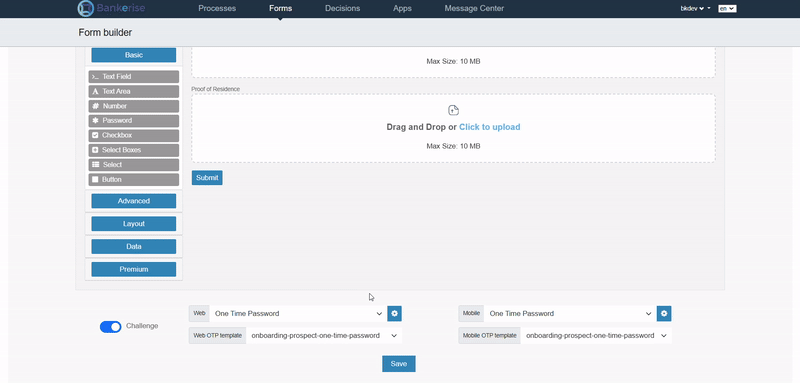 Bankerise
Processes
Forms
Decisions
Apps
Message Center
bkdev
en
Form builder
Basic
Max Size: 10 MB
Text Field
Text Area
Number
Password
Checkbox
Select Boxes
Select
Button
Advanced
Layout
Data
Premium
Proof of Residence
Drag and Drop or Click to upload
Max Size: 10 MB
Submit
Challenge
Web One Time Password
Web OTP template onboarding-prospect-one-time-password
Mobile One Time Password
Mobile OTP template onboarding-prospect-one-time-password
Save